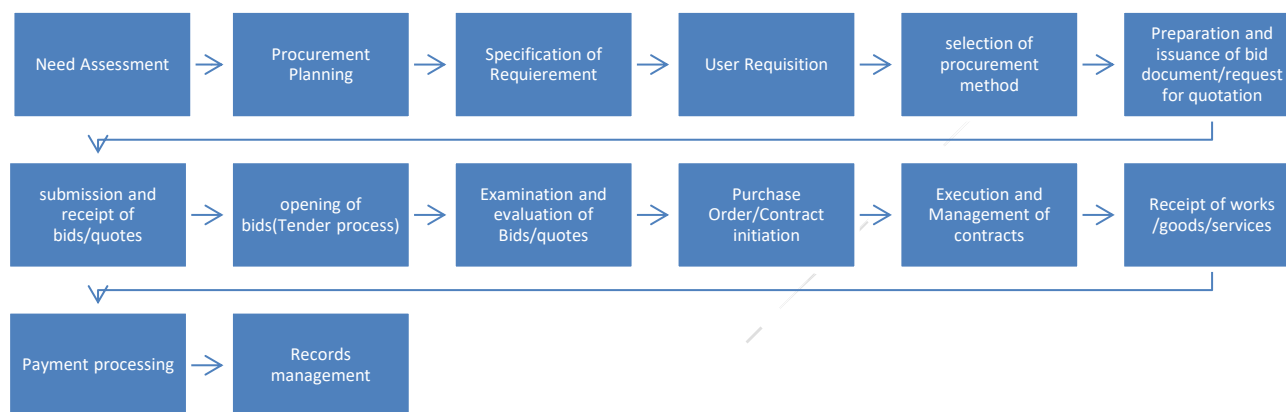 Need Assessment
Procurement
Planning
Specification of
Requierement
User Requisition
selection of
procurement
method
Preparation and
issuance of bid
document/request
for quotation
submission and
receipt of
bids/quotes
opening of
bids(Tender process)
Examination and
evaluation of
Bids/quotes
Purchase
Order/Contract
initiation
Execution and
Management of
contracts
Receipt of works
/goods/services
Payment processing
Records
management